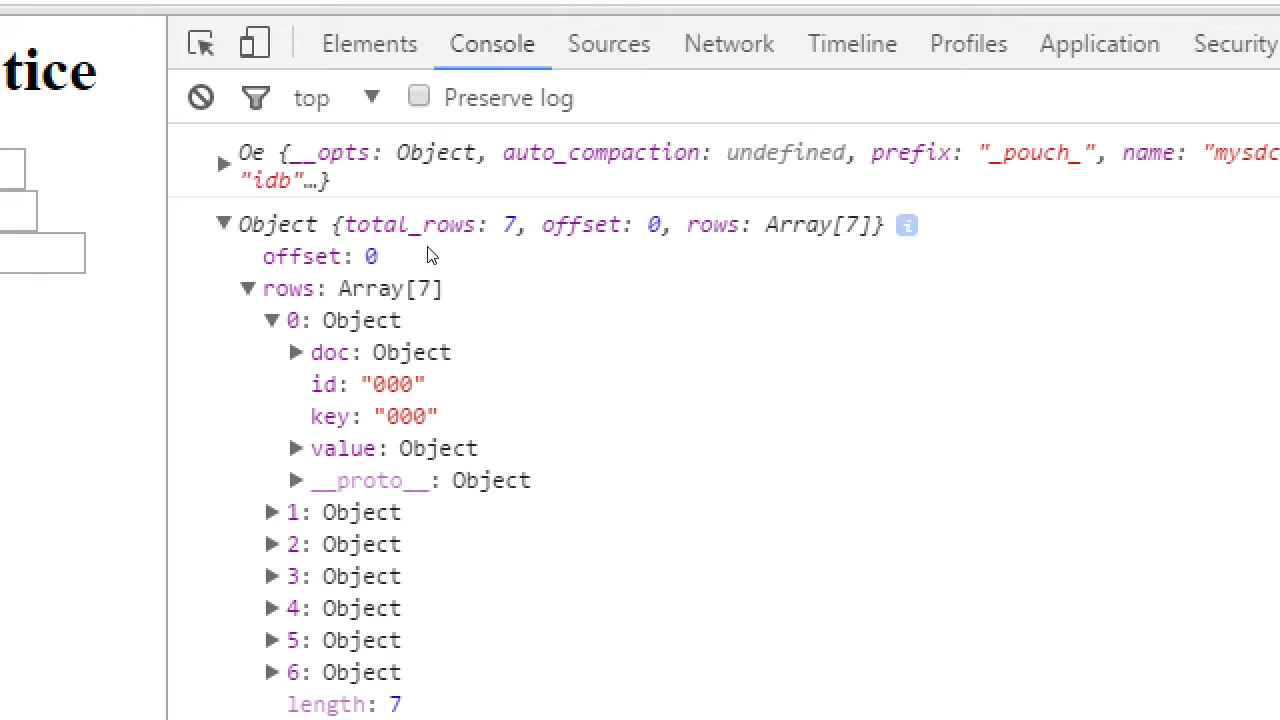 tice
Elements Console Sources Network Timeline Profiles Application Security
top Preserve log
Oe {__opts: Object, auto_compaction: undefined, prefix: "_pouch_", name: "mysdc
"idb"…}
Object {total_rows: 7, offset: 0, rows: Array[7]} i
offset: 0
rows: Array[7]
0: Object
doc: Object
id: "000"
key: "000"
value: Object
__proto__: Object
1: Object
2: Object
3: Object
4: Object
5: Object
6: Object
length: 7